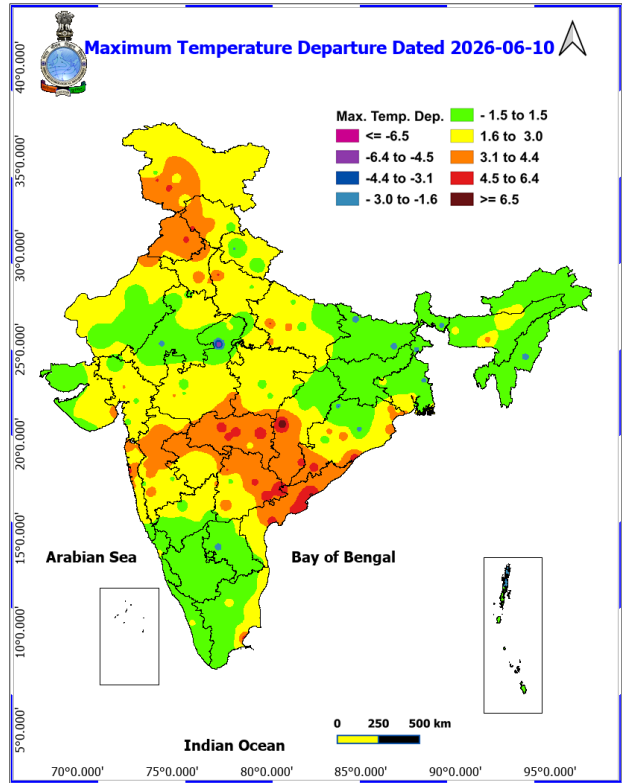 Maximum Temperature Departure Dated 2026-06-10
Max. Temp. Dep.
<= -6.5
-6.4 to -4.5
-4.4 to -3.1
- 3.0 to -1.6
- 1.5 to 1.5
1.6 to 3.0
3.1 to 4.4
4.5 to 6.4
>= 6.5
40°0.000'
35°0.000'
30°0.000'
25°0.000'
20°0.000'
15°0.000'
10°0.000'
5°0.000'
Arabian Sea
Bay of Bengal
0 250 500 km
Indian Ocean
70°0.000' 75°0.000' 80°0.000' 85°0.000' 90°0.000' 95°0.000'